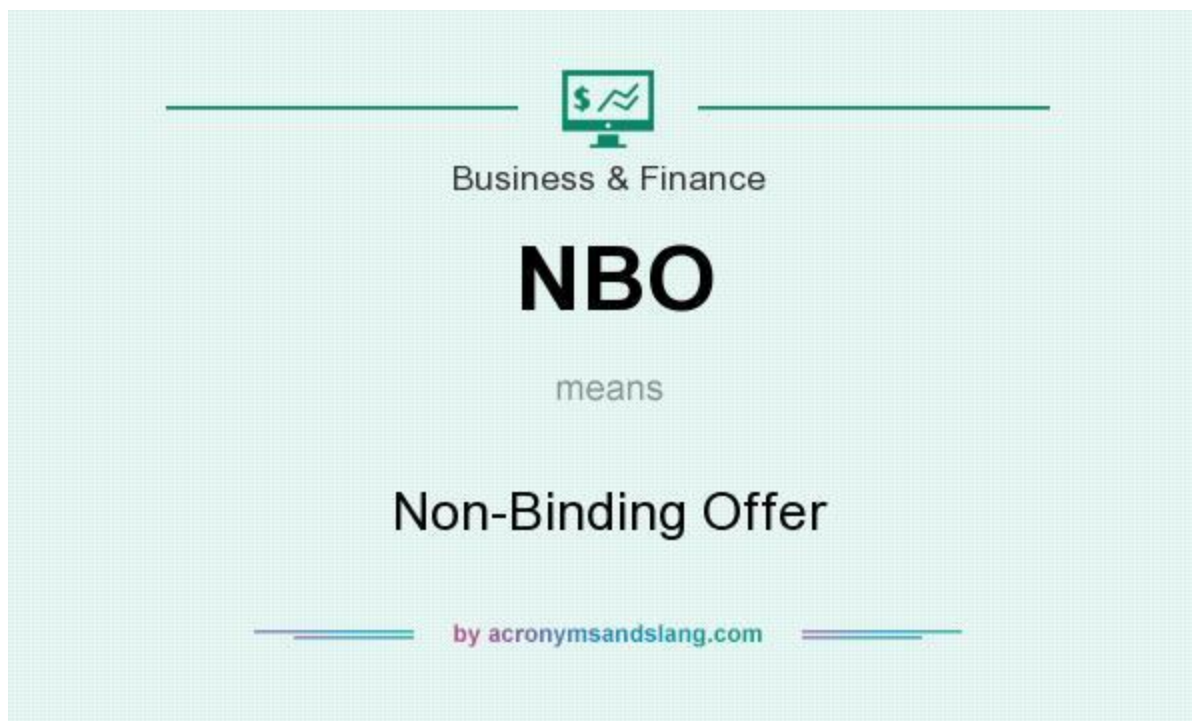 $
Business & Finance
NBO
means
Non-Binding Offer
by acronymsandslang.com